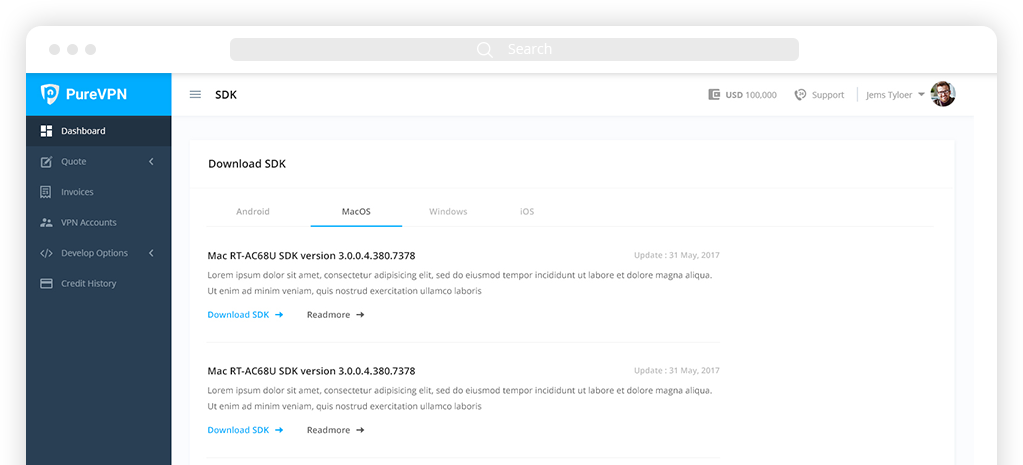 Search
PureVPN
SDK
USD 100,000
Support
Jems Tyloer
Dashboard
Quote
Invoices
VPN Accounts
Develop Options
Credit History
Download SDK
Android
MacOS
Windows
iOS
Mac RT-AC68U SDK version 3.0.0.4.380.7378
Update : 31 May, 2017
Lorem ipsum dolor sit amet, consectetur adipisicing elit, sed do eiusmod tempor incididunt ut labore et dolore magna aliqua.
Ut enim ad minim veniam, quis nostrud exercitation ullamco laboris
Download SDK
Readmore
Mac RT-AC68U SDK version 3.0.0.4.380.7378
Update : 31 May, 2017
Lorem ipsum dolor sit amet, consectetur adipisicing elit, sed do eiusmod tempor incididunt ut labore et dolore magna aliqua.
Ut enim ad minim veniam, quis nostrud exercitation ullamco laboris
Download SDK
Readmore